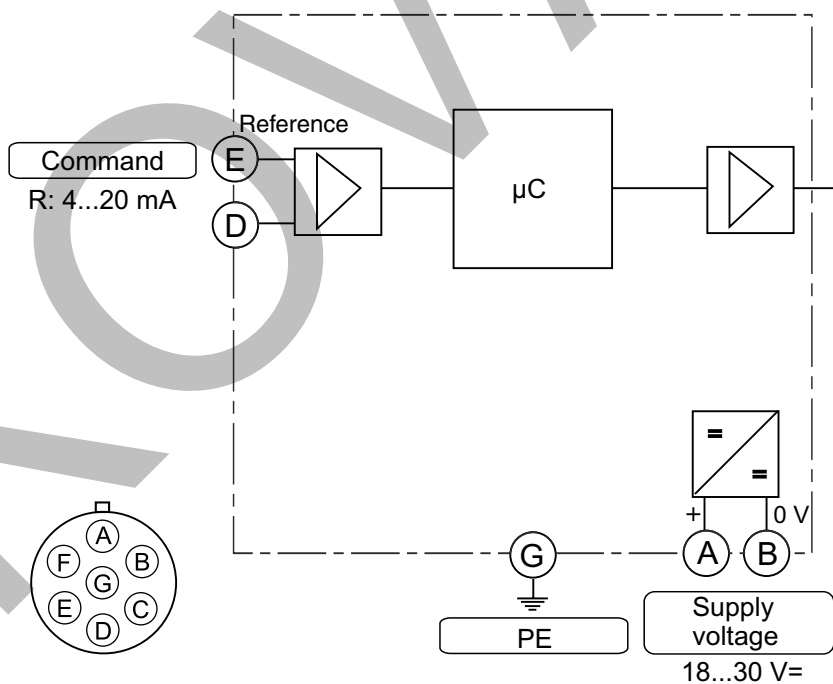 Reference
Command
E
R: 4...20 mA
D
µC
+
0 V
A
F
B
G
E
C
D
G
A
B
PE
Supply
voltage
18...30 V=